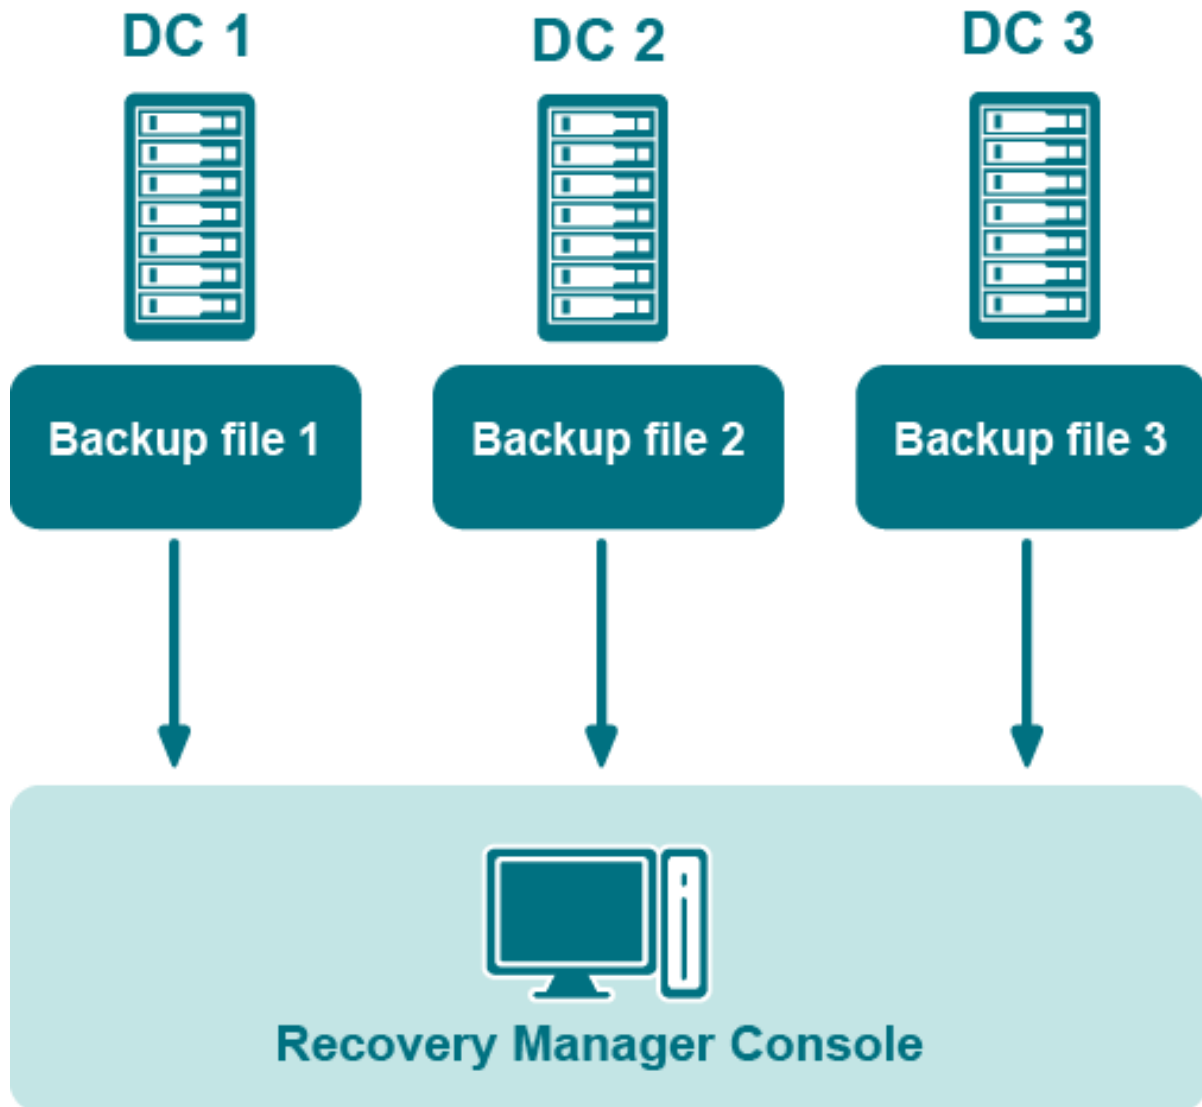 DC 1
DC 2
DC 3
Backup file 1
Backup file 2
Backup file 3
Recovery Manager Console